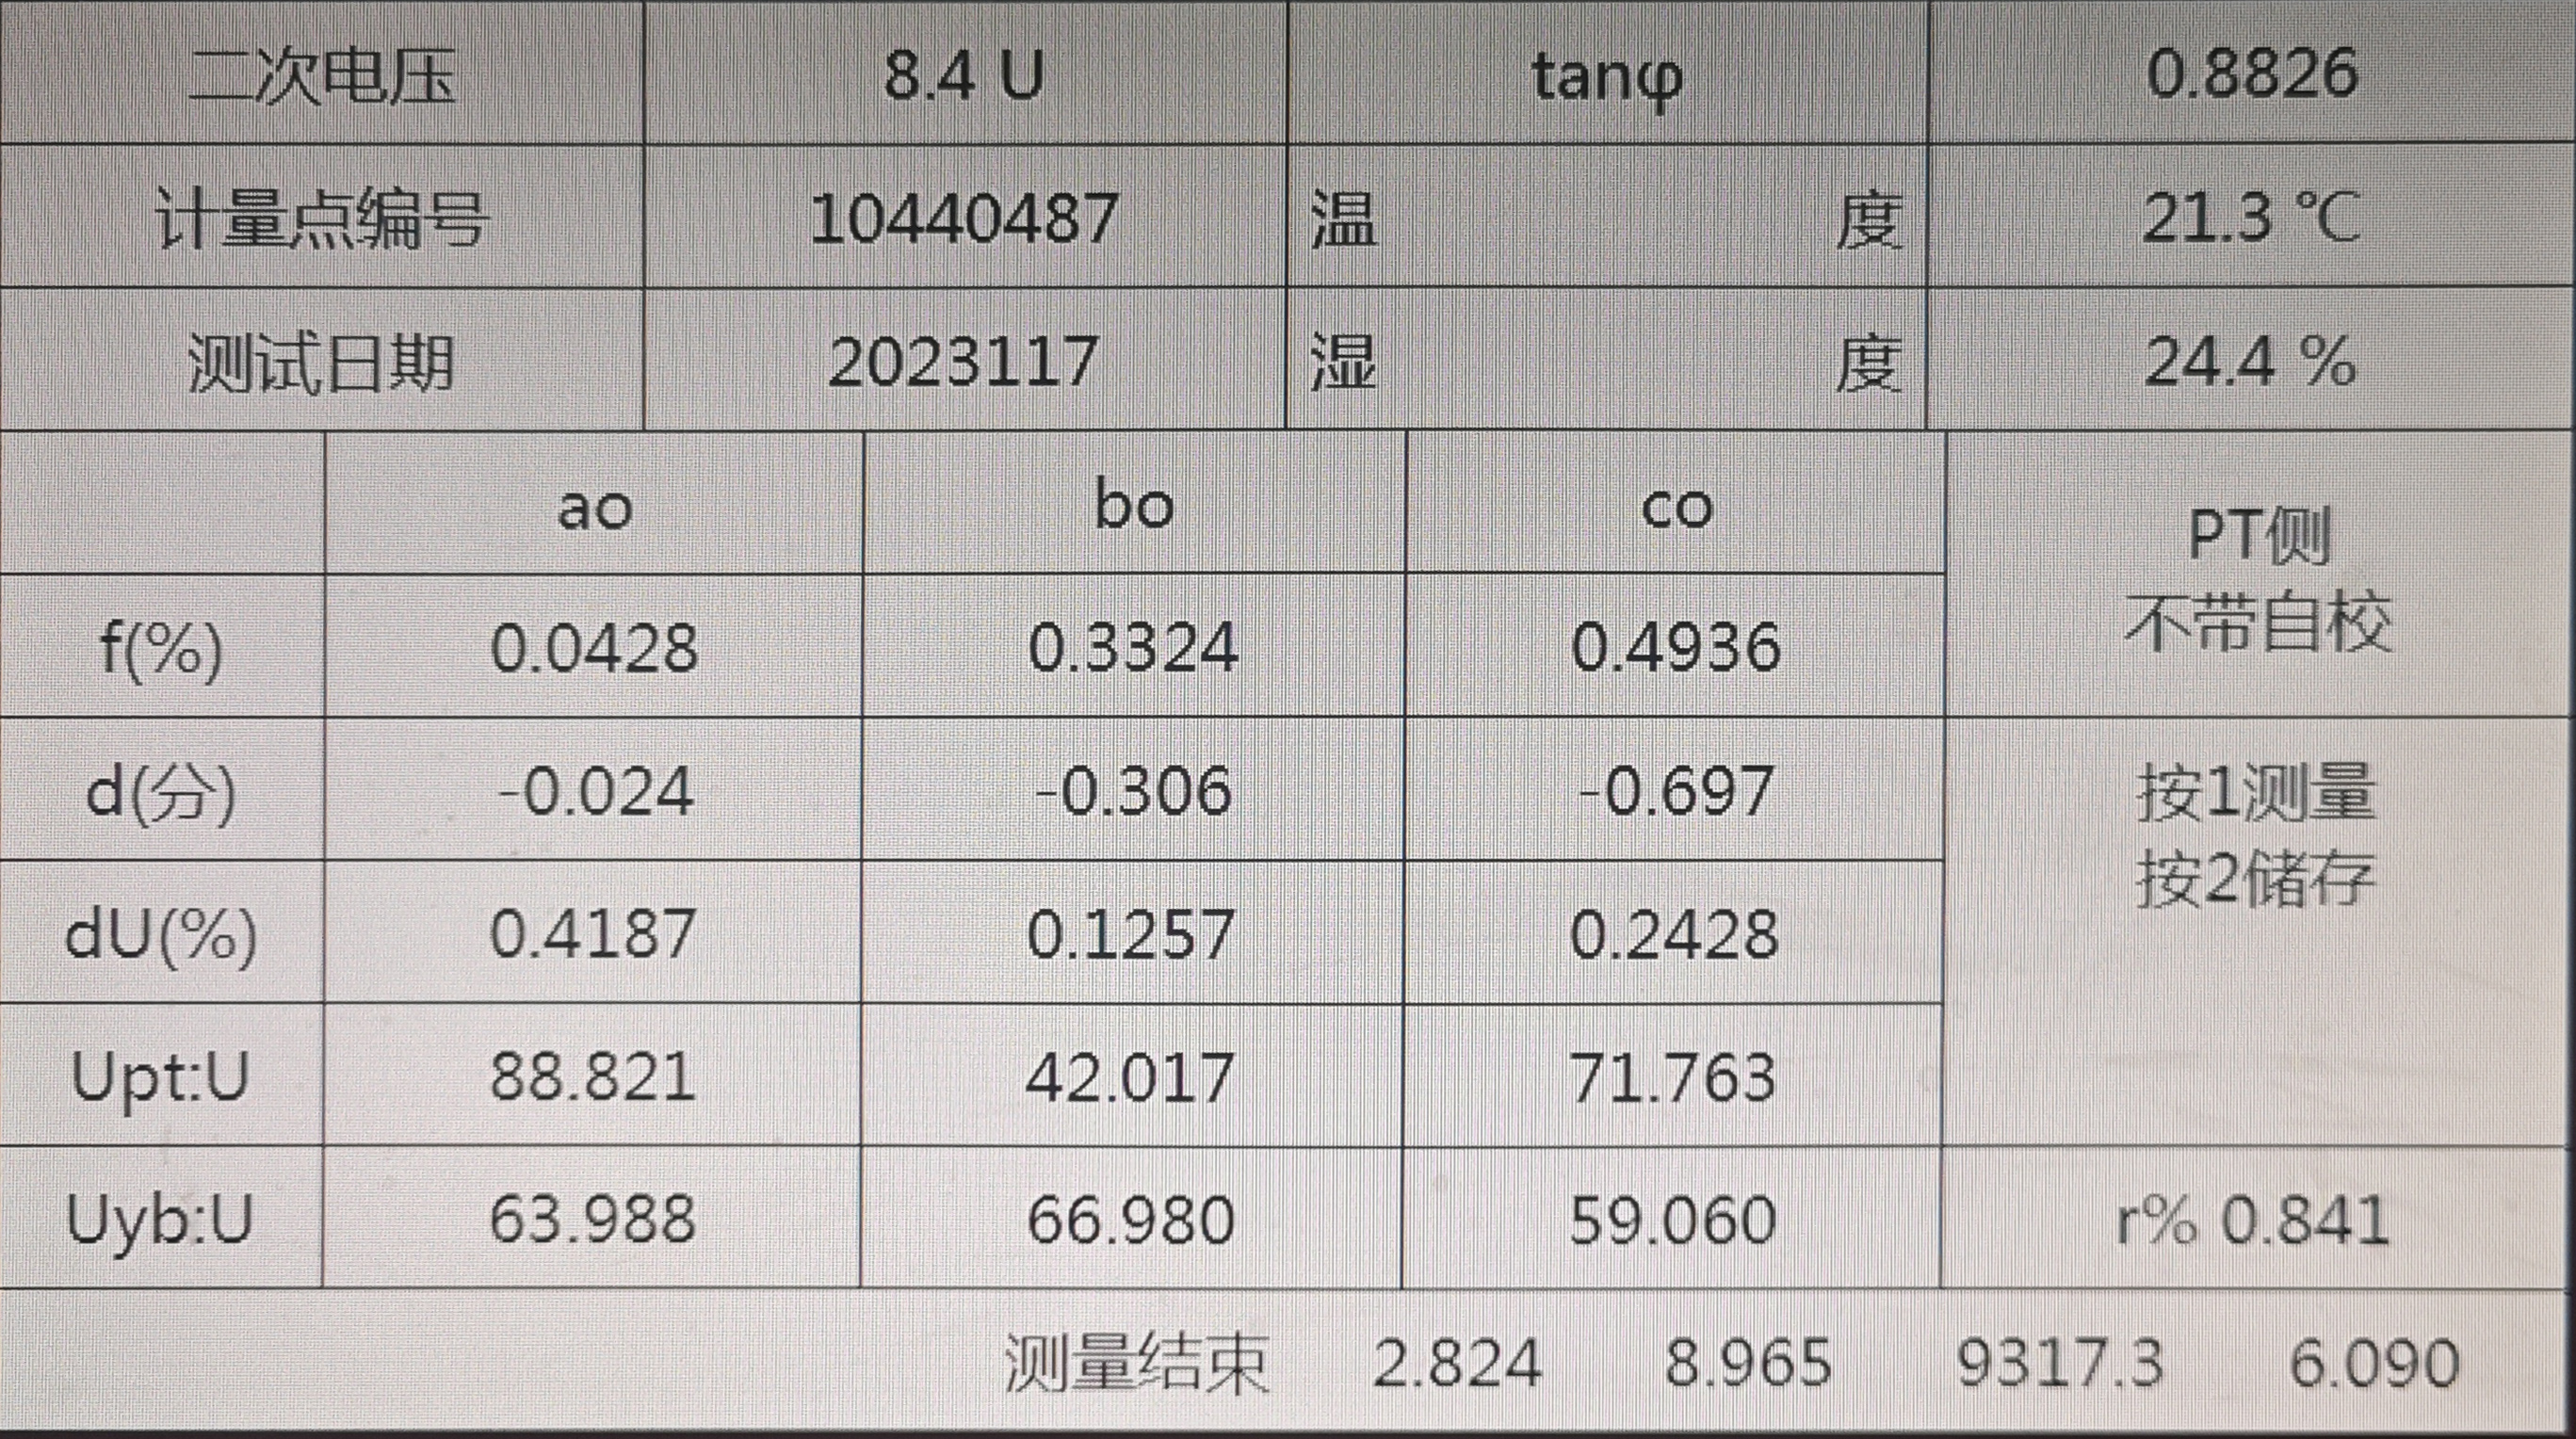 二次电压 8.4 U tanφ 0.8826
计量点编号 10440487 温 度 21.3 ℃
测试日期 2023117 湿 度 24.4 %
ao bo co PT侧
不带自校
f(%) 0.0428 0.3324 0.4936
d(分) -0.024 -0.306 -0.697 按1测量
按2储存
dU(%) 0.4187 0.1257 0.2428
Upt:U 88.821 42.017 71.763
Uyb:U 63.988 66.980 59.060 r% 0.841
测量结束 2.824 8.965 9317.3 6.090